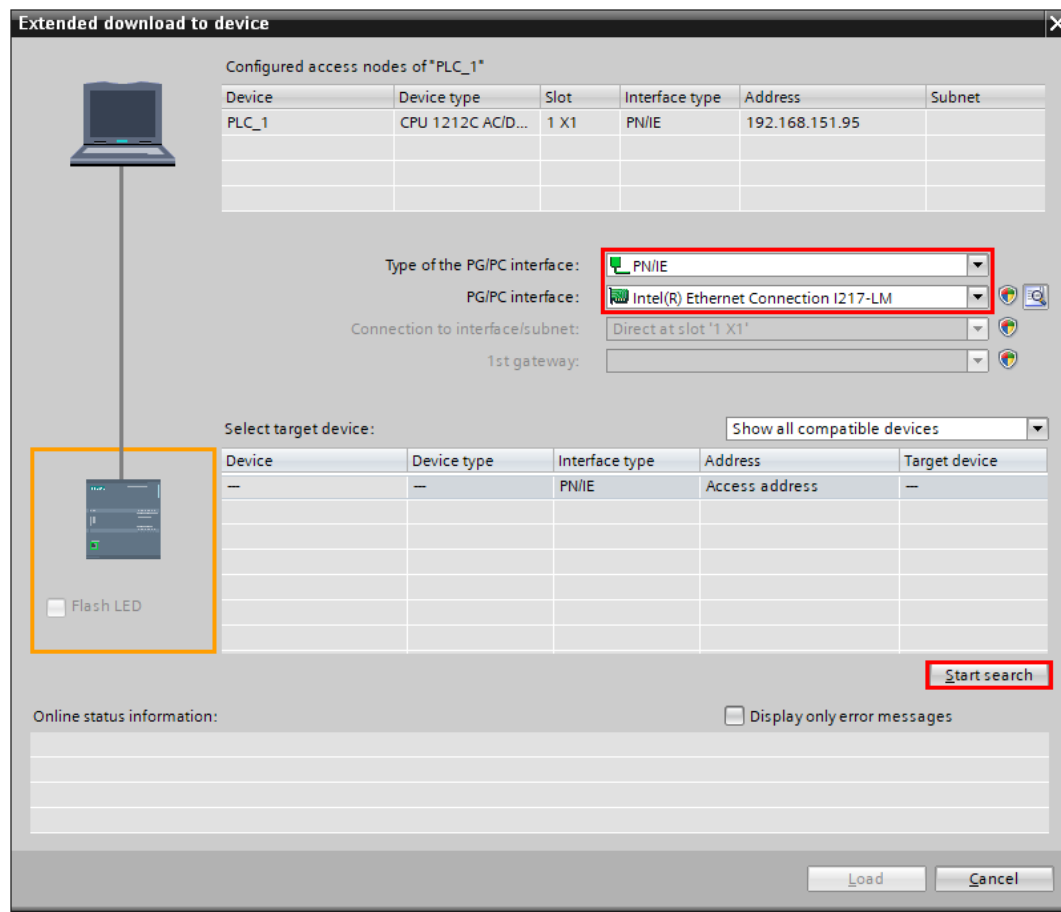 Extended download to device
Configured access nodes of "PLC_1"
Device Device type Slot Interface type Address Subnet
PLC_1 CPU 1212C AC/D... 1 X1 PN/IE 192.168.151.95
Type of the PG/PC interface: PN/IE
PG/PC interface: Intel(R) Ethernet Connection I217-LM
Connection to interface/subnet: Direct at slot '1 X1'
1st gateway:
Select target device: Show all compatible devices
Device Device type Interface type Address Target device
— — PN/IE Access address —
Flash LED
Start search
Online status information: Display only error messages
Load Cancel